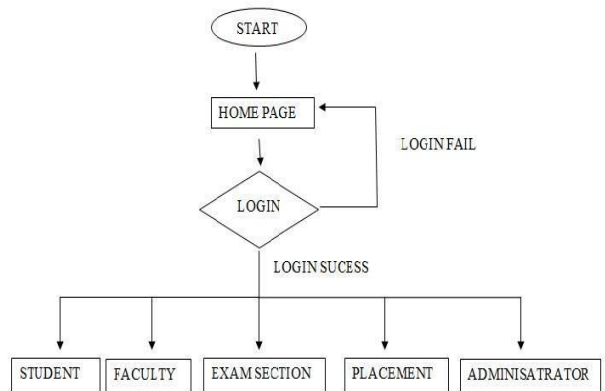 START
HOME PAGE
LOGIN FAIL
LOGIN
LOGIN SUCESS
STUDENT
FACULTY
EXAM SECTION
PLACEMENT
ADMINISATRATOR